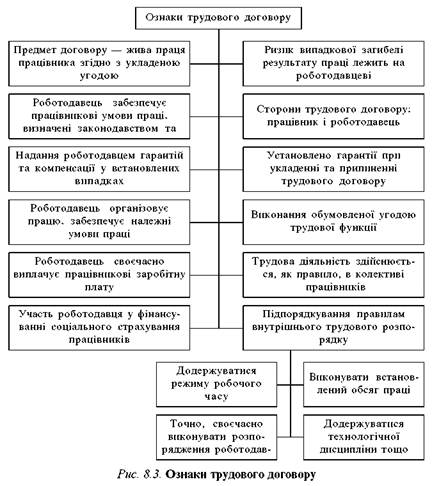 Ознаки трудового договору
Предмет договору — жива праця
працівника згідно з укладеною
угодою
Ризик випадкової загибелі
результату праці лежить на
роботодавцеві
Роботодавець забезпечує
працівникові умови праці,
визначені законодавством та
Сторони трудового договору:
працівник і роботодавець
Надання роботодавцем гарантій
та компенсації у встановлених
випадках
Установлено гарантії при
укладенні та припиненні
трудового договору
Роботодавець організовує
працю, забезпечує належні
умови праці
Виконання обумовленої угодою
трудової функції
Роботодавець своєчасно
виплачує працівникові заробітну
плату
Трудова діяльність здійснюєть-
ся, як правило, в колективі
працівників
Участь роботодавця у фінансу-
ванні соціального страхування
працівників
Підпорядкування правилам
внутрішнього трудового розпо-
рядку
Додержуватися
режиму робочого
часу
Виконувати встанов-
лений обсяг праці
Точно, своєчасно
виконувати розпо-
рядження роботодав-
Додержуватися
технологічної
дисципліни тощо
Рис. 8.3. Ознаки трудового договору